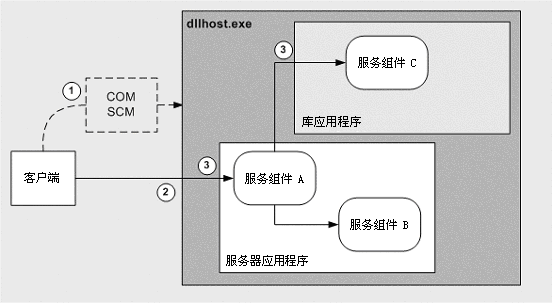 dllhost.exe
3
服务组件 C
1
COM
SCM
库应用程序
3
客户端
服务组件 A
2
服务组件 B
服务器应用程序